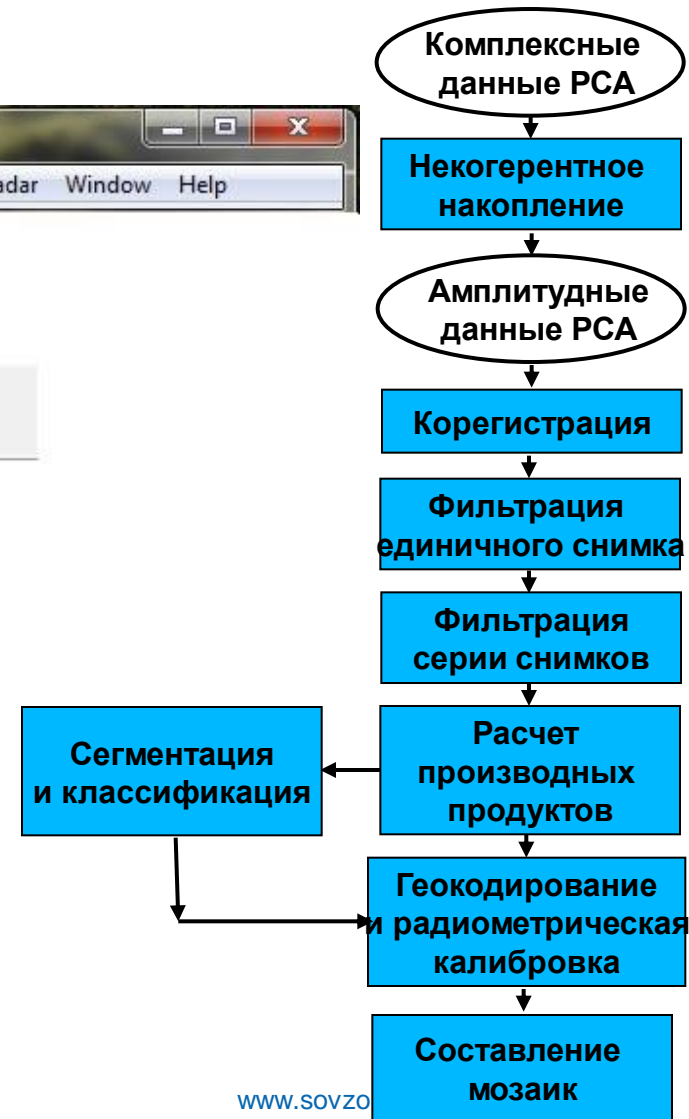 Комплексные
данные РСА
adar Window Help
Некогерентное
накопление
Амплитудные
данные РСА
Корегистрация
Фильтрация
единичного снимка
Фильтрация
серии снимков
Расчет
производных
продуктов
Сегментация
и классификация
Геокодирование
и радиометрическая
калибровка
Составление
мозаик
www.sovzo